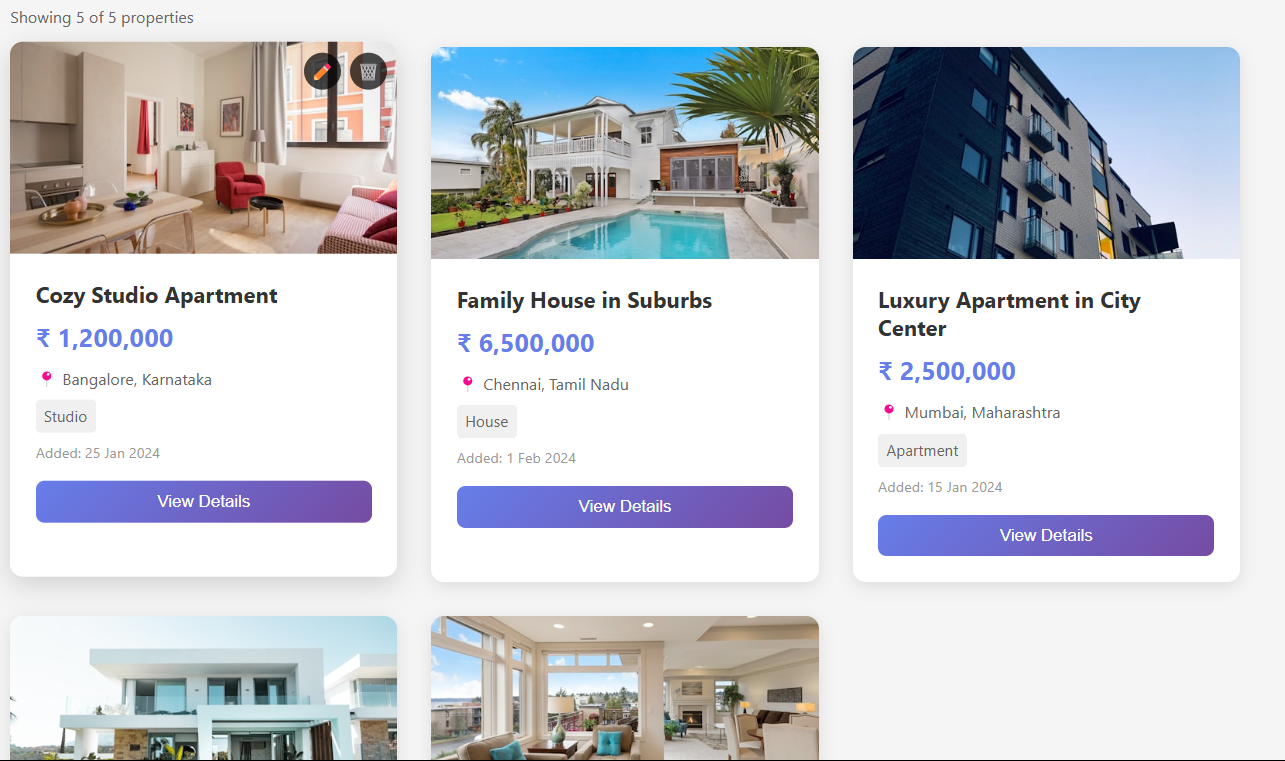 Showing 5 of 5 properties
Cozy Studio Apartment
₹ 1,200,000
Bangalore, Karnataka
Studio
Added: 25 Jan 2024
View Details
Family House in Suburbs
₹ 6,500,000
Chennai, Tamil Nadu
House
Added: 1 Feb 2024
View Details
Luxury Apartment in City
Center
₹ 2,500,000
Mumbai, Maharashtra
Apartment
Added: 15 Jan 2024
View Details